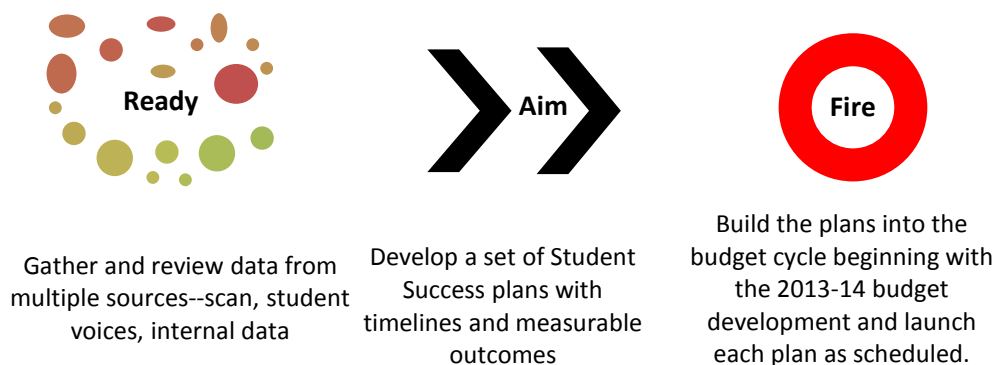 Ready
Aim
Fire
Gather and review data from
multiple sources--scan, student
voices, internal data
Develop a set of Student
Success plans with
timelines and measurable
outcomes
Build the plans into the
budget cycle beginning with
the 2013-14 budget
development and launch
each plan as scheduled.